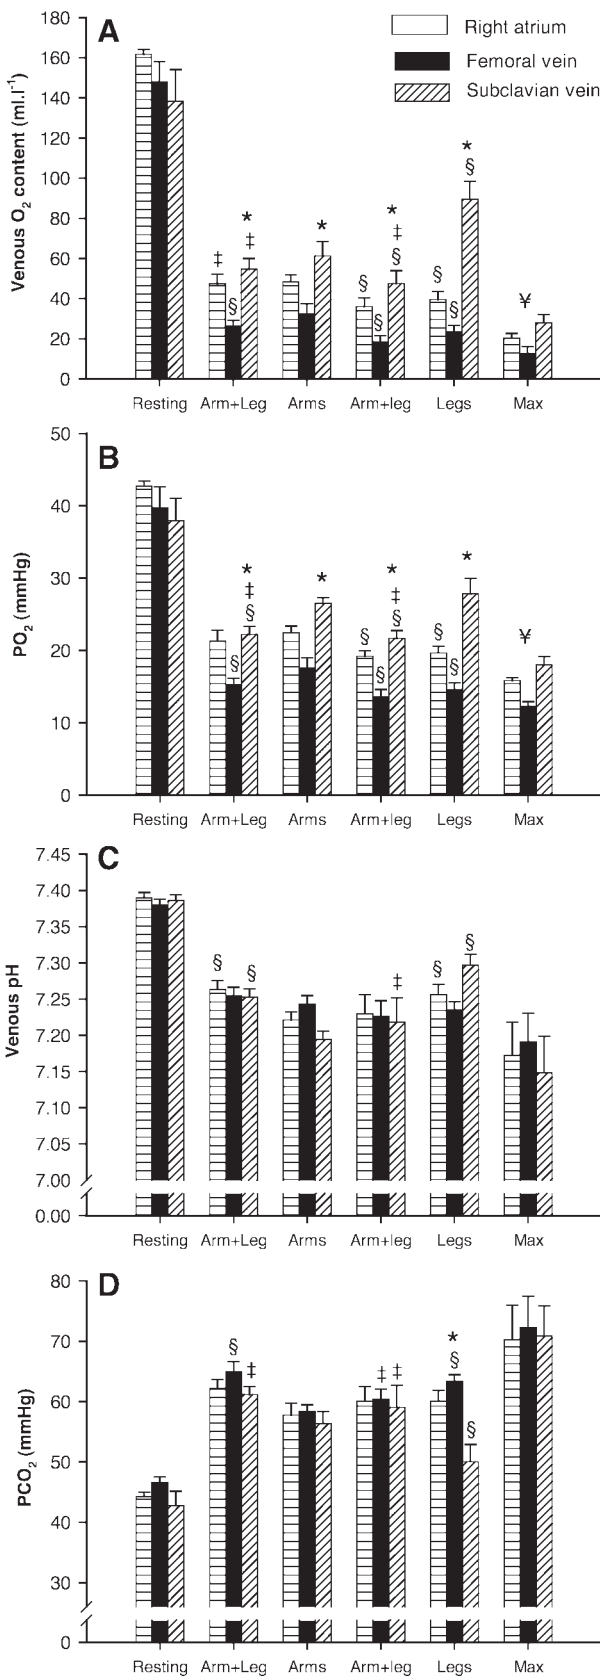 A
Right atrium
Femoral vein
Subclavian vein
Venous O2 content (ml.l-1)
180
160
140
120
100
80
60
40
20
0
‡ § * ‡ * § § * ‡ § § § * § ¥
Resting Arm+Leg Arms Arm+leg Legs Max
B
PO2 (mmHg)
50
40
30
20
10
0
§ * ‡ § * § § * ‡ § § § * ¥
Resting Arm+Leg Arms Arm+leg Legs Max
C
Venous pH
7.45
7.40
7.35
7.30
7.25
7.20
7.15
7.10
7.05
7.00
0.00
§ § ‡ § §
Resting Arm+Leg Arms Arm+leg Legs Max
D
PCO2 (mmHg)
80
70
60
50
40
30
0
§ ‡ ‡ ‡ * § §
Resting Arm+Leg Arms Arm+leg Legs Max